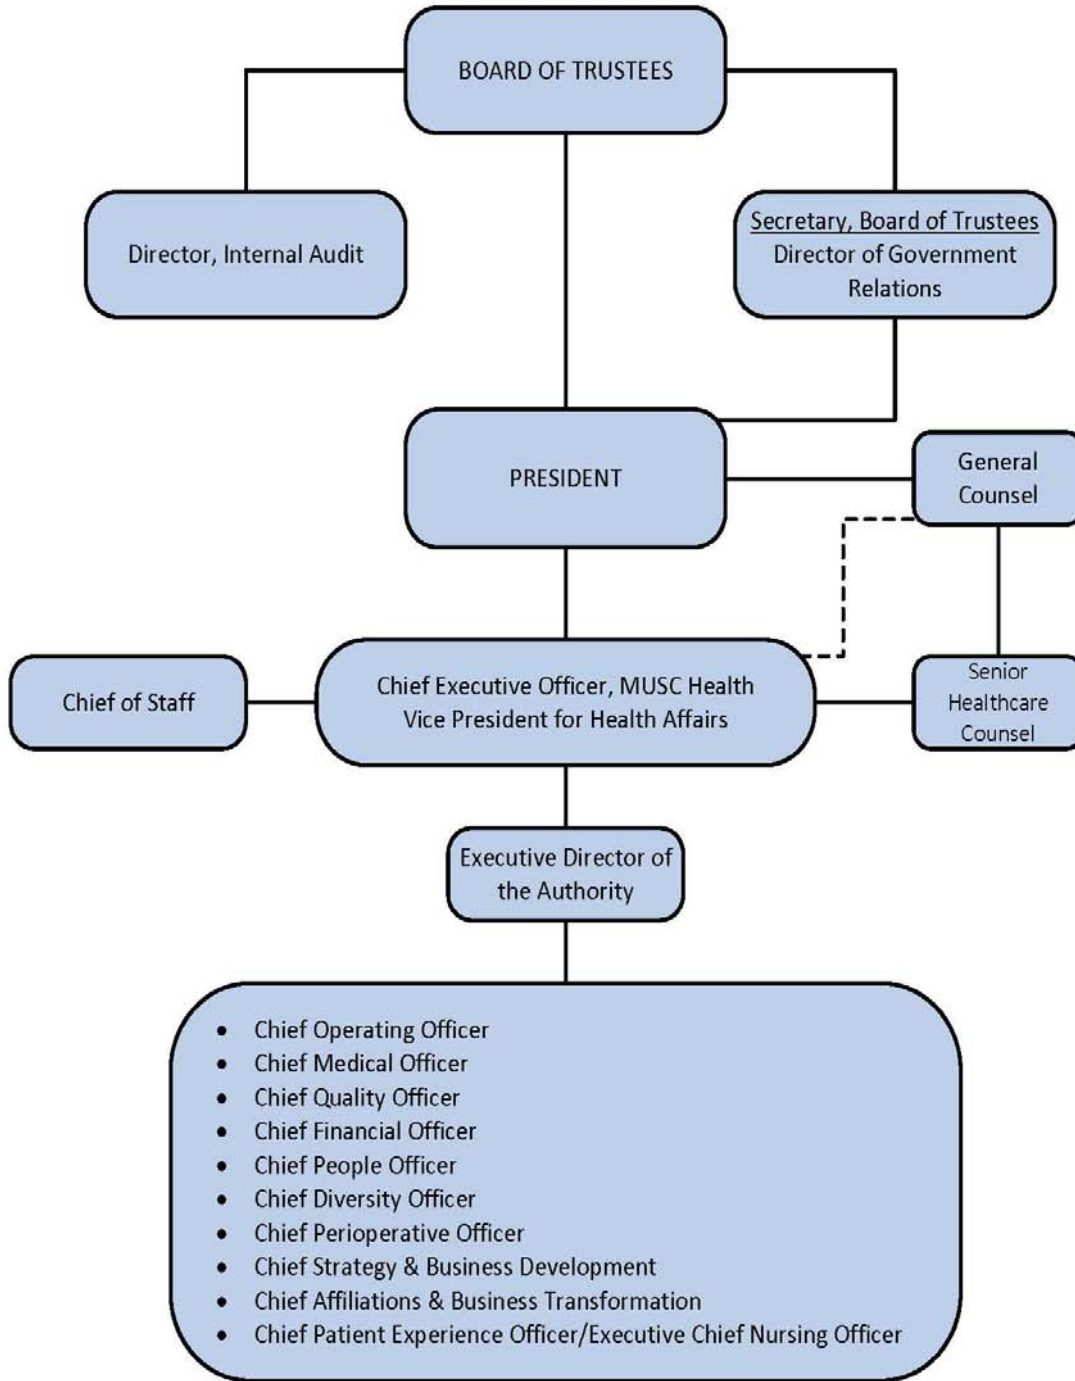 BOARD OF TRUSTEES
Director, Internal Audit
Secretary, Board of Trustees
Director of Government
Relations
PRESIDENT
General
Counsel
Chief of Staff
Chief Executive Officer, MUSC Health
Vice President for Health Affairs
Senior
Healthcare
Counsel
Executive Director of
the Authority
• Chief Operating Officer
• Chief Medical Officer
• Chief Quality Officer
• Chief Financial Officer
• Chief People Officer
• Chief Diversity Officer
• Chief Perioperative Officer
• Chief Strategy & Business Development
• Chief Affiliations & Business Transformation
• Chief Patient Experience Officer/Executive Chief Nursing Officer